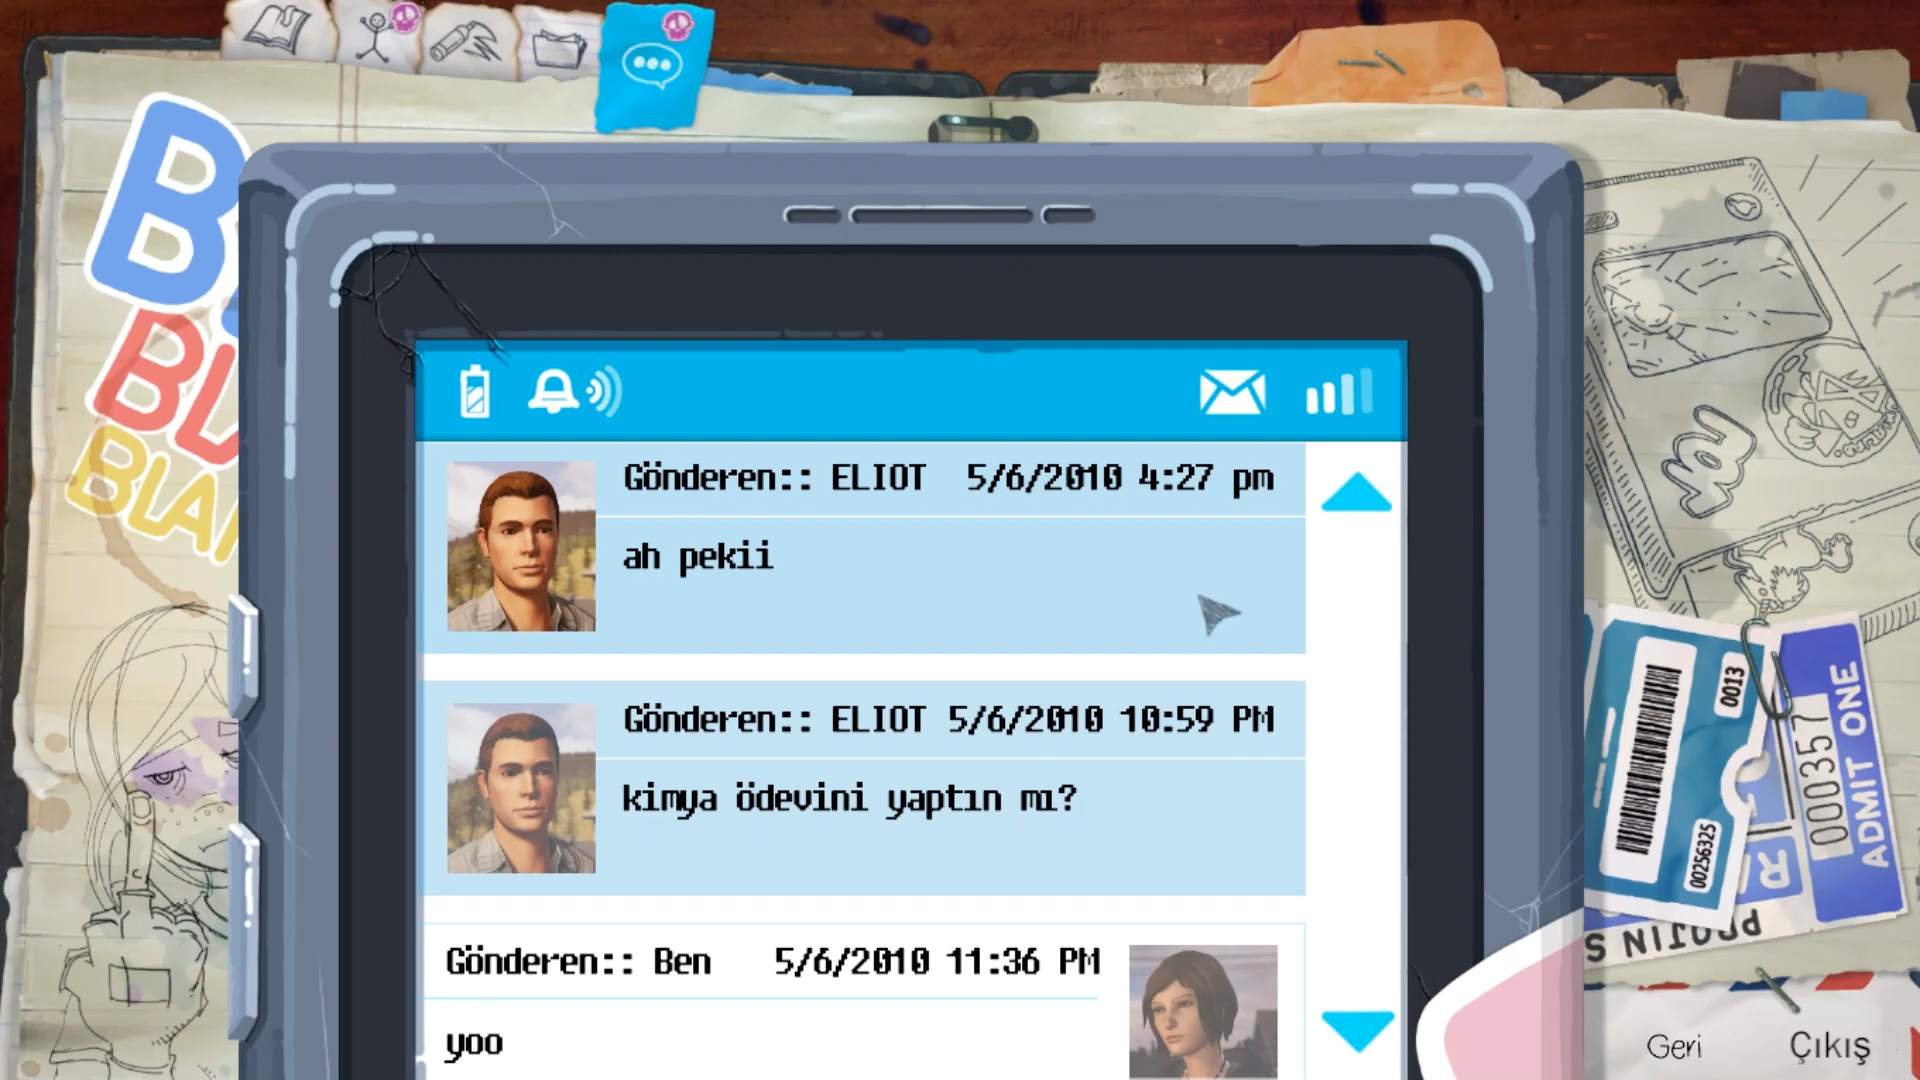 B
BL
BLA
Gönderen:: ELIOT 5/6/2010 4:27 pm
ah pekii
Gönderen:: ELIOT 5/6/2010 10:59 PM
kimya ödevini yaptın mı?
Gönderen:: Ben 5/6/2010 11:36 PM
yoo
0013
00256325
000357
ADMIT ONE
Geri
Çıkış